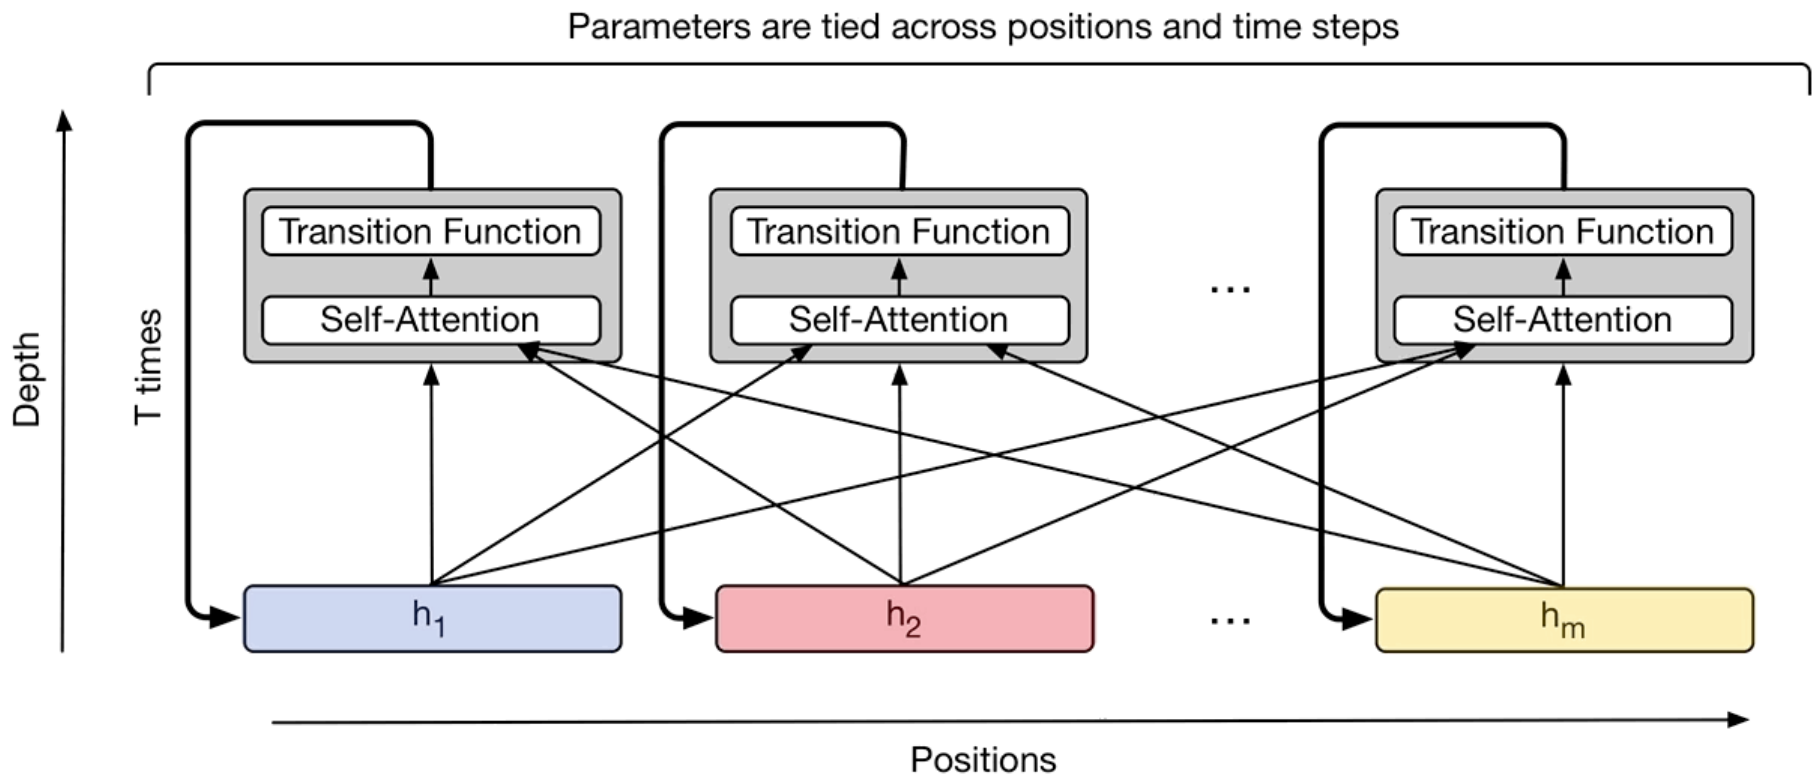 Parameters are tied across positions and time steps
Depth
T times
Transition Function
Self-Attention
Transition Function
Self-Attention
...
Transition Function
Self-Attention
h1
h2
...
hm
Positions